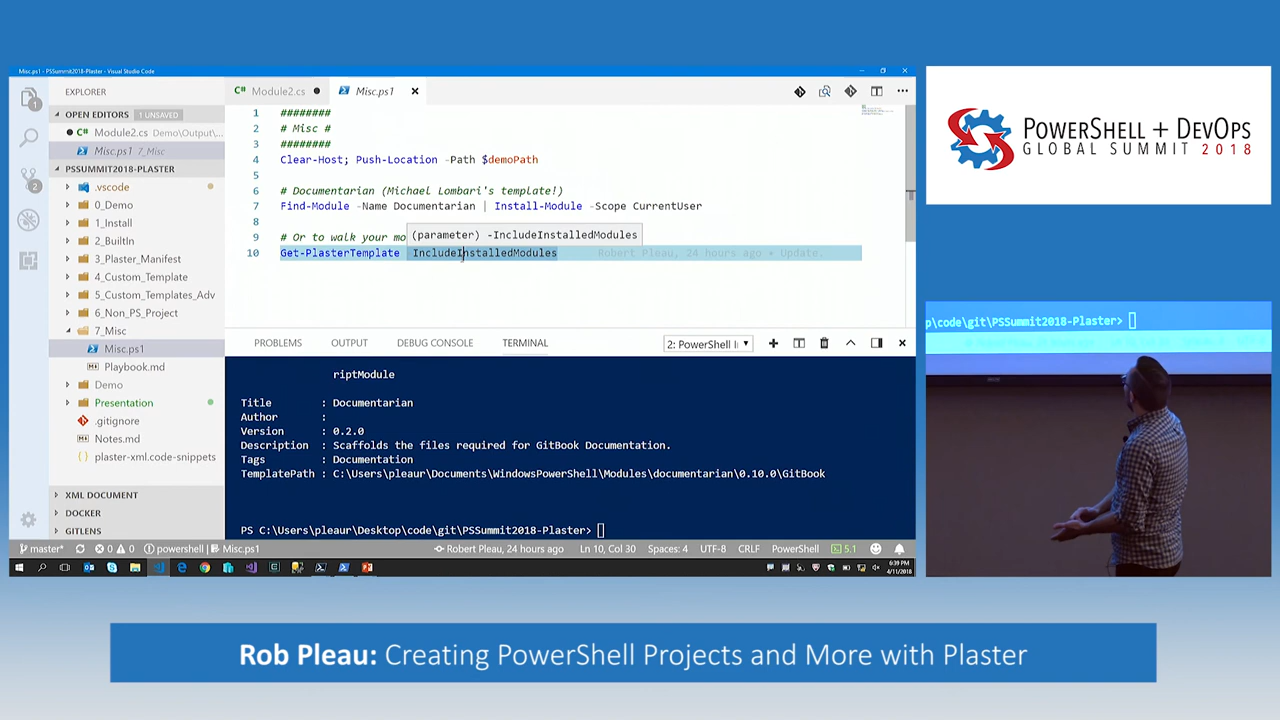 Misc.ps1 - PSSummit2018-Plaster - Visual Studio Code
EXPLORER
OPEN EDITORS 1 UNSAVED
Module2.cs Demo\Output\...
Misc.ps1 7_Misc
PSSUMMIT2018-PLASTER
.vscode
0_Demo
1_Install
2_BuiltIn
3_Plaster_Manifest
4_Custom_Template
5_Custom_Templates_Adv
6_Non_PS_Project
7_Misc
Misc.ps1
Playbook.md
Demo
Presentation
.gitignore
Notes.md
plaster-xml.code-snippets
XML DOCUMENT
DOCKER
GITLENS
1
2
Module2.cs
Misc.ps1
1 ########
2 # Misc #
3 ########
4 Clear-Host; Push-Location -Path $demoPath
5
6 # Documentarian (Michael Lombari's template!)
7 Find-Module -Name Documentarian | Install-Module -Scope CurrentUser
8
(parameter) -IncludeInstalledModules
9 # Or to walk your mo
10 Get-PlasterTemplate IncludeInstalledModules Robert Pleau, 24 hours ago • Update.
PROBLEMS OUTPUT DEBUG CONSOLE TERMINAL 2: PowerShell I
riptModule
Title : Documentarian
Author :
Version : 0.2.0
Description : Scaffolds the files required for GitBook Documentation.
Tags : Documentation
TemplatePath : C:\Users\pleaur\Documents\WindowsPowerShell\Modules\documentarian\0.10.0\GitBook
PS C:\Users\pleaur\Desktop\code\git\PSSummit2018-Plaster>
master* 0 0 powershell | Misc.ps1 Robert Pleau, 24 hours ago Ln 10, Col 30 Spaces: 4 UTF-8 CRLF PowerShell 5.1
6:39 PM
4/11/2018
POWERSHELL + DEVOPS
GLOBAL SUMMIT 2018
p\code\git\PSSummit2018-Plaster>
Rob Pleau: Creating PowerShell Projects and More with Plaster